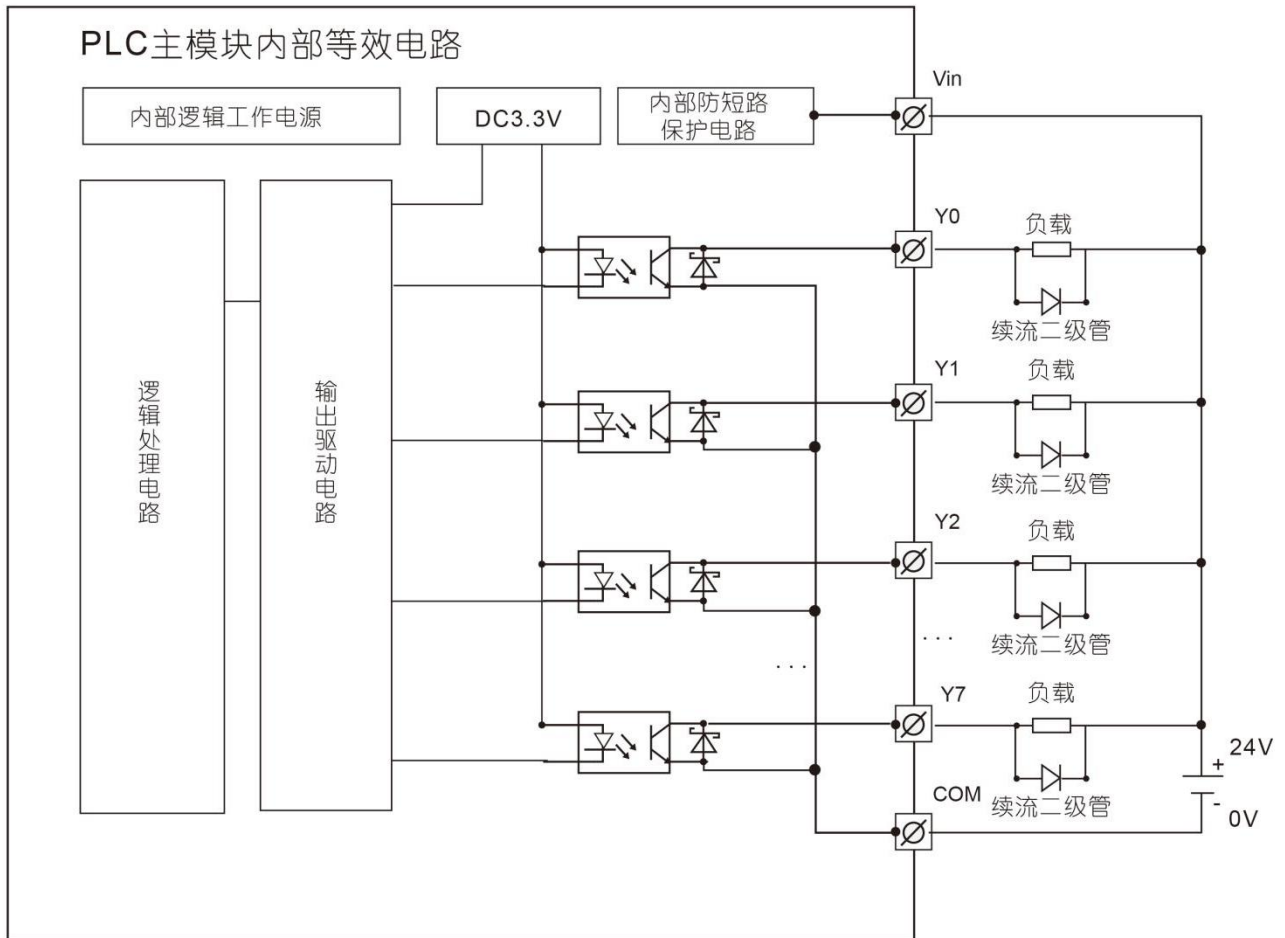 PLC主模块内部等效电路
内部逻辑工作电源
DC3.3V
内部防短路
保护电路
Vin
逻辑处理电路
输出驱动电路
Y0
负载
续流二级管
Y1
负载
续流二级管
Y2
负载
续流二级管
...
...
Y7
负载
续流二级管
COM
+
24V
-
0V